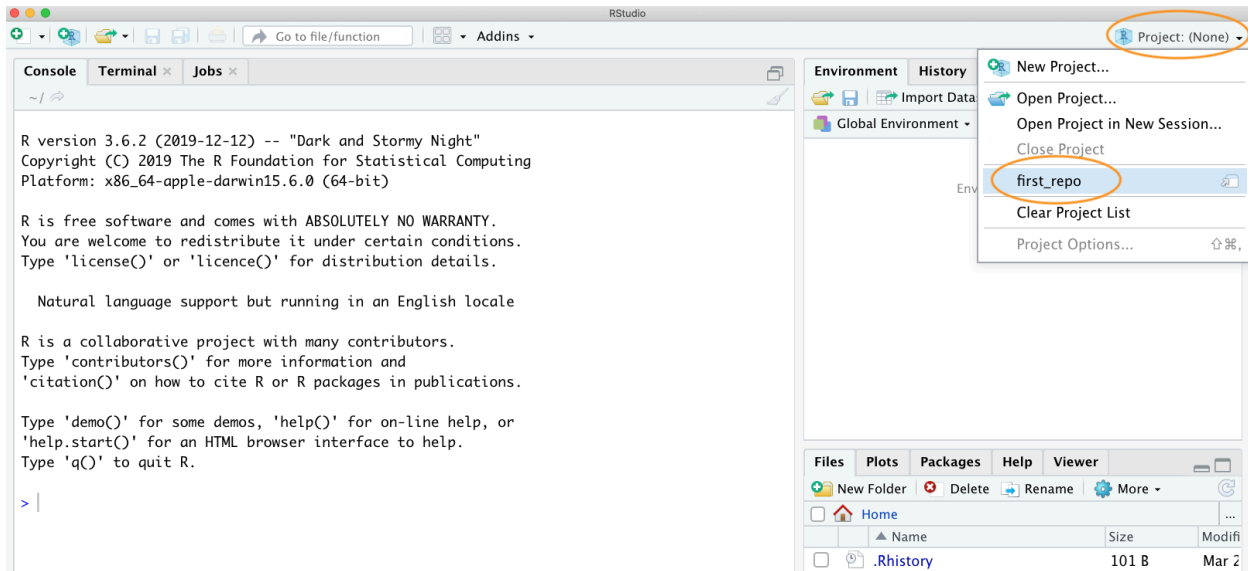 RStudio
Go to file/function
Addins
Project: (None)
Console Terminal Jobs
~/
R version 3.6.2 (2019-12-12) -- "Dark and Stormy Night"
Copyright (C) 2019 The R Foundation for Statistical Computing
Platform: x86_64-apple-darwin15.6.0 (64-bit)
R is free software and comes with ABSOLUTELY NO WARRANTY.
You are welcome to redistribute it under certain conditions.
Type 'license()' or 'licence()' for distribution details.
Natural language support but running in an English locale
R is a collaborative project with many contributors.
Type 'contributors()' for more information and
'citation()' on how to cite R or R packages in publications.
Type 'demo()' for some demos, 'help()' for on-line help, or
'help.start()' for an HTML browser interface to help.
Type 'q()' to quit R.
>
Environment History
Import Data
Global Environment
Env
New Project...
Open Project...
Open Project in New Session...
Close Project
first_repo
Clear Project List
Project Options... ⇧⌘,
Files Plots Packages Help Viewer
New Folder Delete Rename More
Home ...
Name Size Modifi
.Rhistory 101 B Mar 2